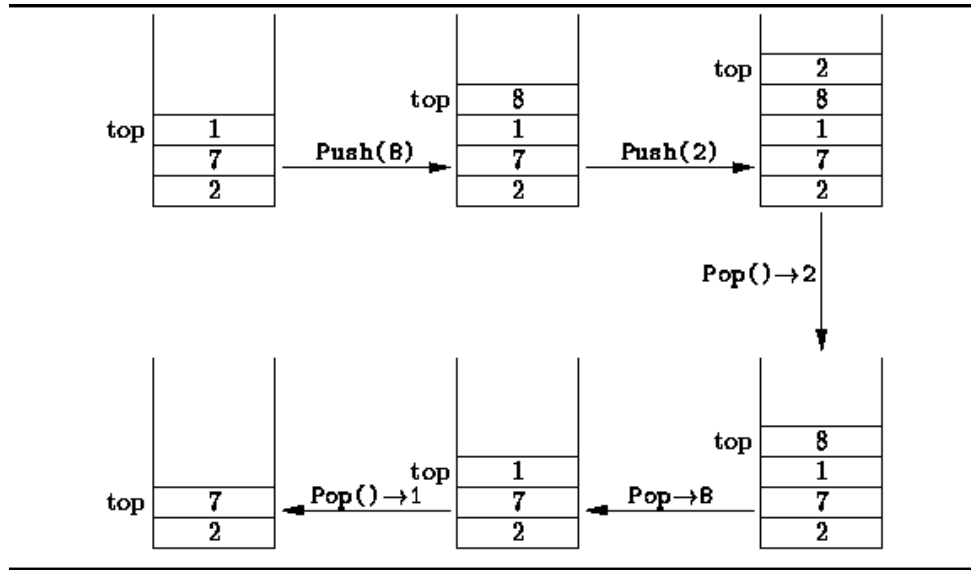 top 2
top 8 8
top 1 1 1
7 Push(8) 7 Push(2) 7
2 2 2
Pop()→2
top 8
top 1 1
top 7 Pop()→1 7 Pop→8 7
2 2 2